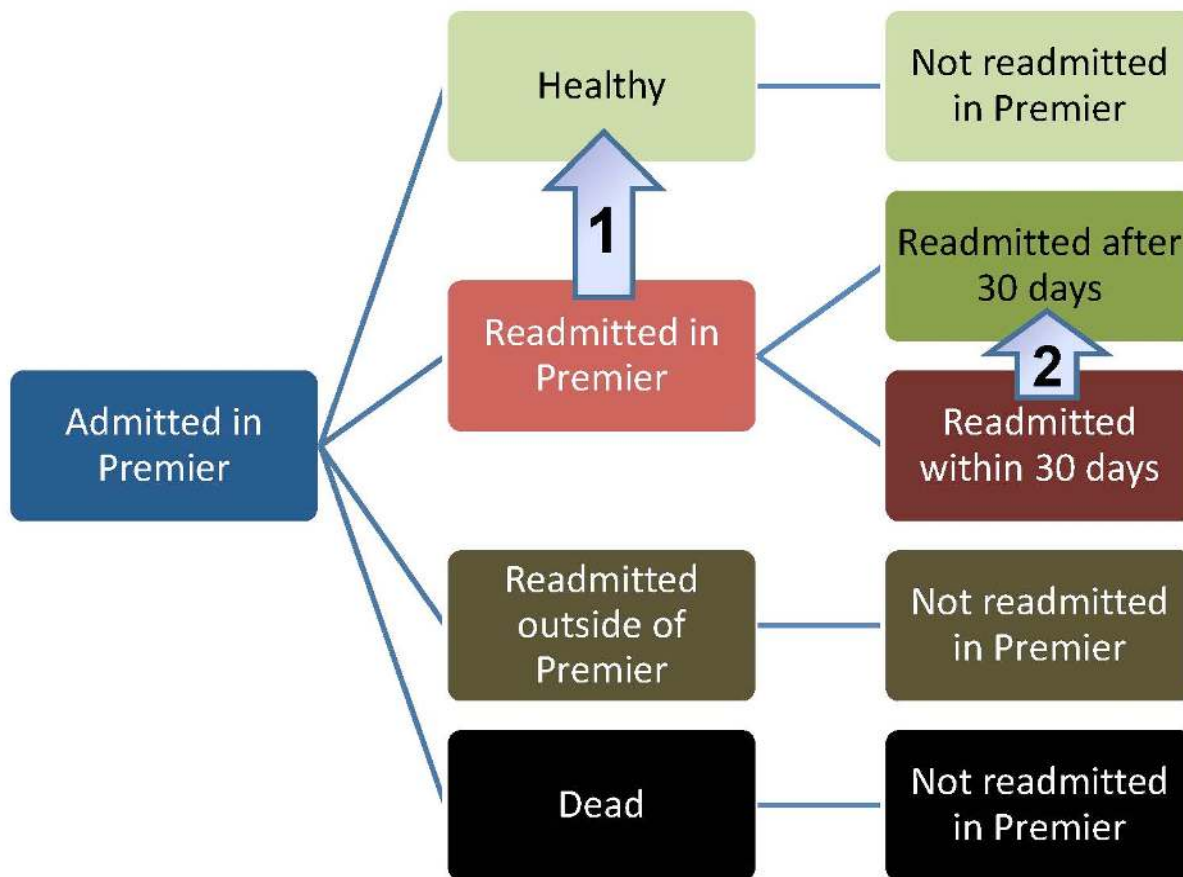 Healthy
Not readmitted
in Premier
1
Readmitted after
30 days
Readmitted in
Premier
2
Admitted in
Premier
Readmitted
within 30 days
Readmitted
outside of
Premier
Not readmitted
in Premier
Dead
Not readmitted
in Premier